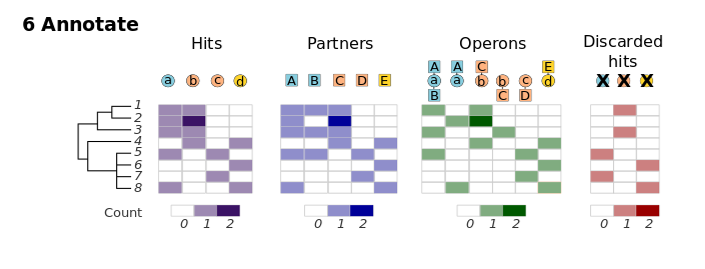 6 Annotate
Hits
Partners
Operons
Discarded
hits
a b c d
A B C D E
A A C E
a a b b c d
B C D
X X X
1
2
3
4
5
6
7
8
Count
0 1 2
0 1 2
0 1 2
0 1 2